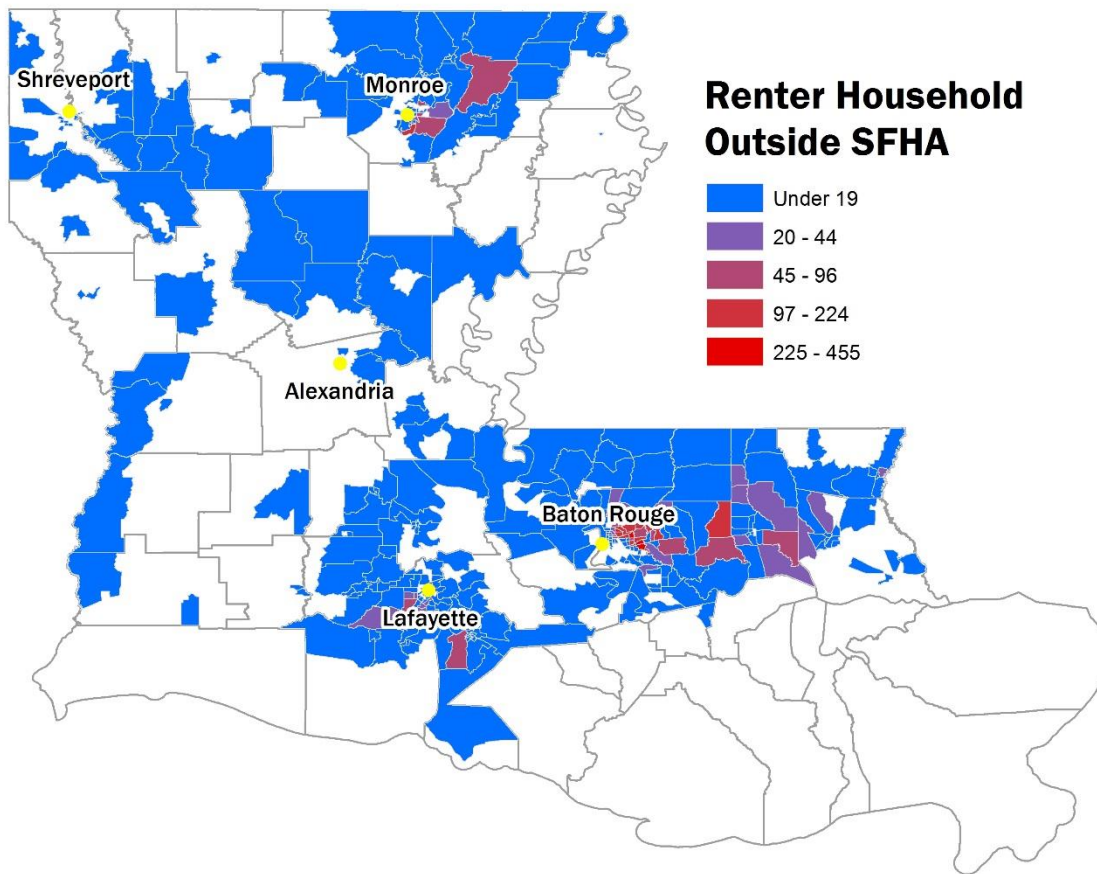 Shreveport
Monroe
Renter Household
Outside SFHA
Under 19
20 - 44
45 - 96
97 - 224
225 - 455
Alexandria
Baton Rouge
Lafayette